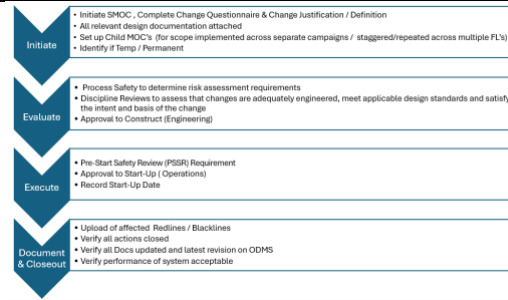 Initiate
• Initiate SMOC , Complete Change Questionnaire & Change Justification / Definition
• All relevant design documentation attached
• Set up Child MOC's (for scope implemented across separate campaigns / staggered/repeated across multiple FL's)
• Identify if Temp / Permanent
Evaluate
• Process Safety to determine risk assessment requirements
• Discipline Reviews to assess that changes are adequately engineered, meet applicable design standards and satisfy
the intent and basis of the change
• Approval to Construct (Engineering)
Execute
• Pre-Start Safety Review (PSSR) Requirement
• Approval to Start-Up ( Operations)
• Record Start-Up Date
Document
& Closeout
• Upload of affected Redlines / Blacklines
• Verify all actions closed
• Verify all Docs updated and latest revision on ODMS
• Verify performance of system acceptable